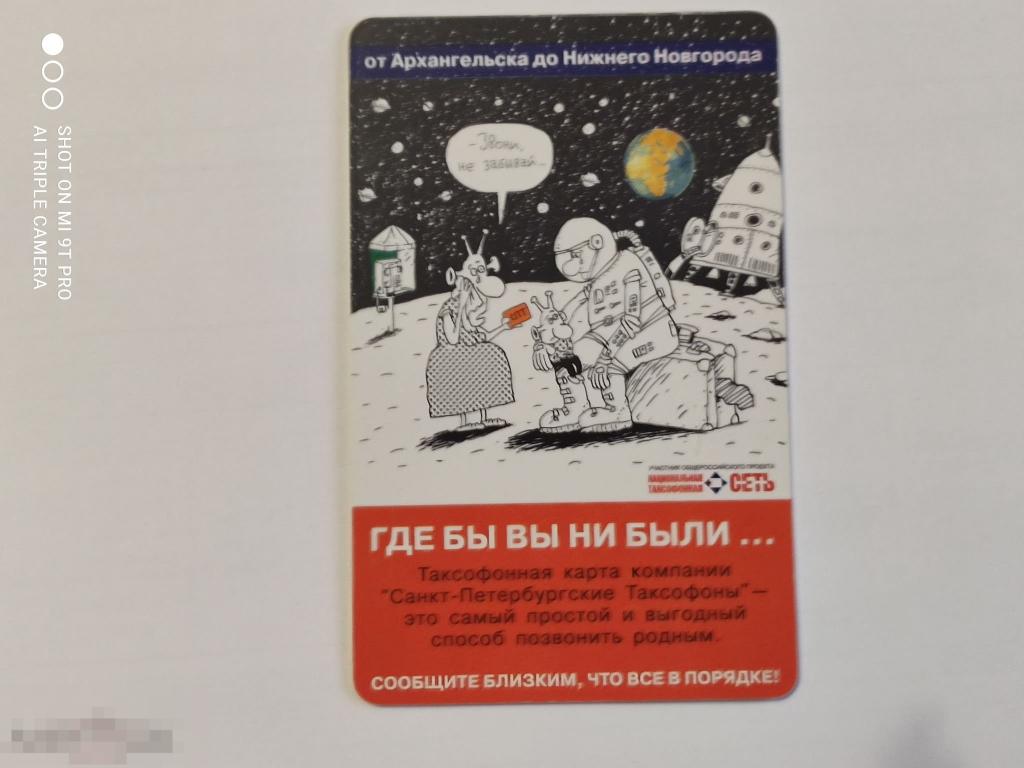 от Архангельска до Нижнего Новгорода
-Звони,
не забывай...
СПТ
УЧАСТНИК ОБЩЕРОССИЙСКОГО ПРОЕКТА
НАЦИОНАЛЬНАЯ
ТАКСОФОННАЯ
СЕТЬ
ГДЕ БЫ ВЫ НИ БЫЛИ ...
Таксофонная карта компании
"Санкт-Петербургские Таксофоны"—
это самый простой и выгодный
способ позвонить родным.
СООБЩИТЕ БЛИЗКИМ, ЧТО ВСЕ В ПОРЯДКЕ!
SHOT ON MI 9T PRO
AI TRIPLE CAMERA